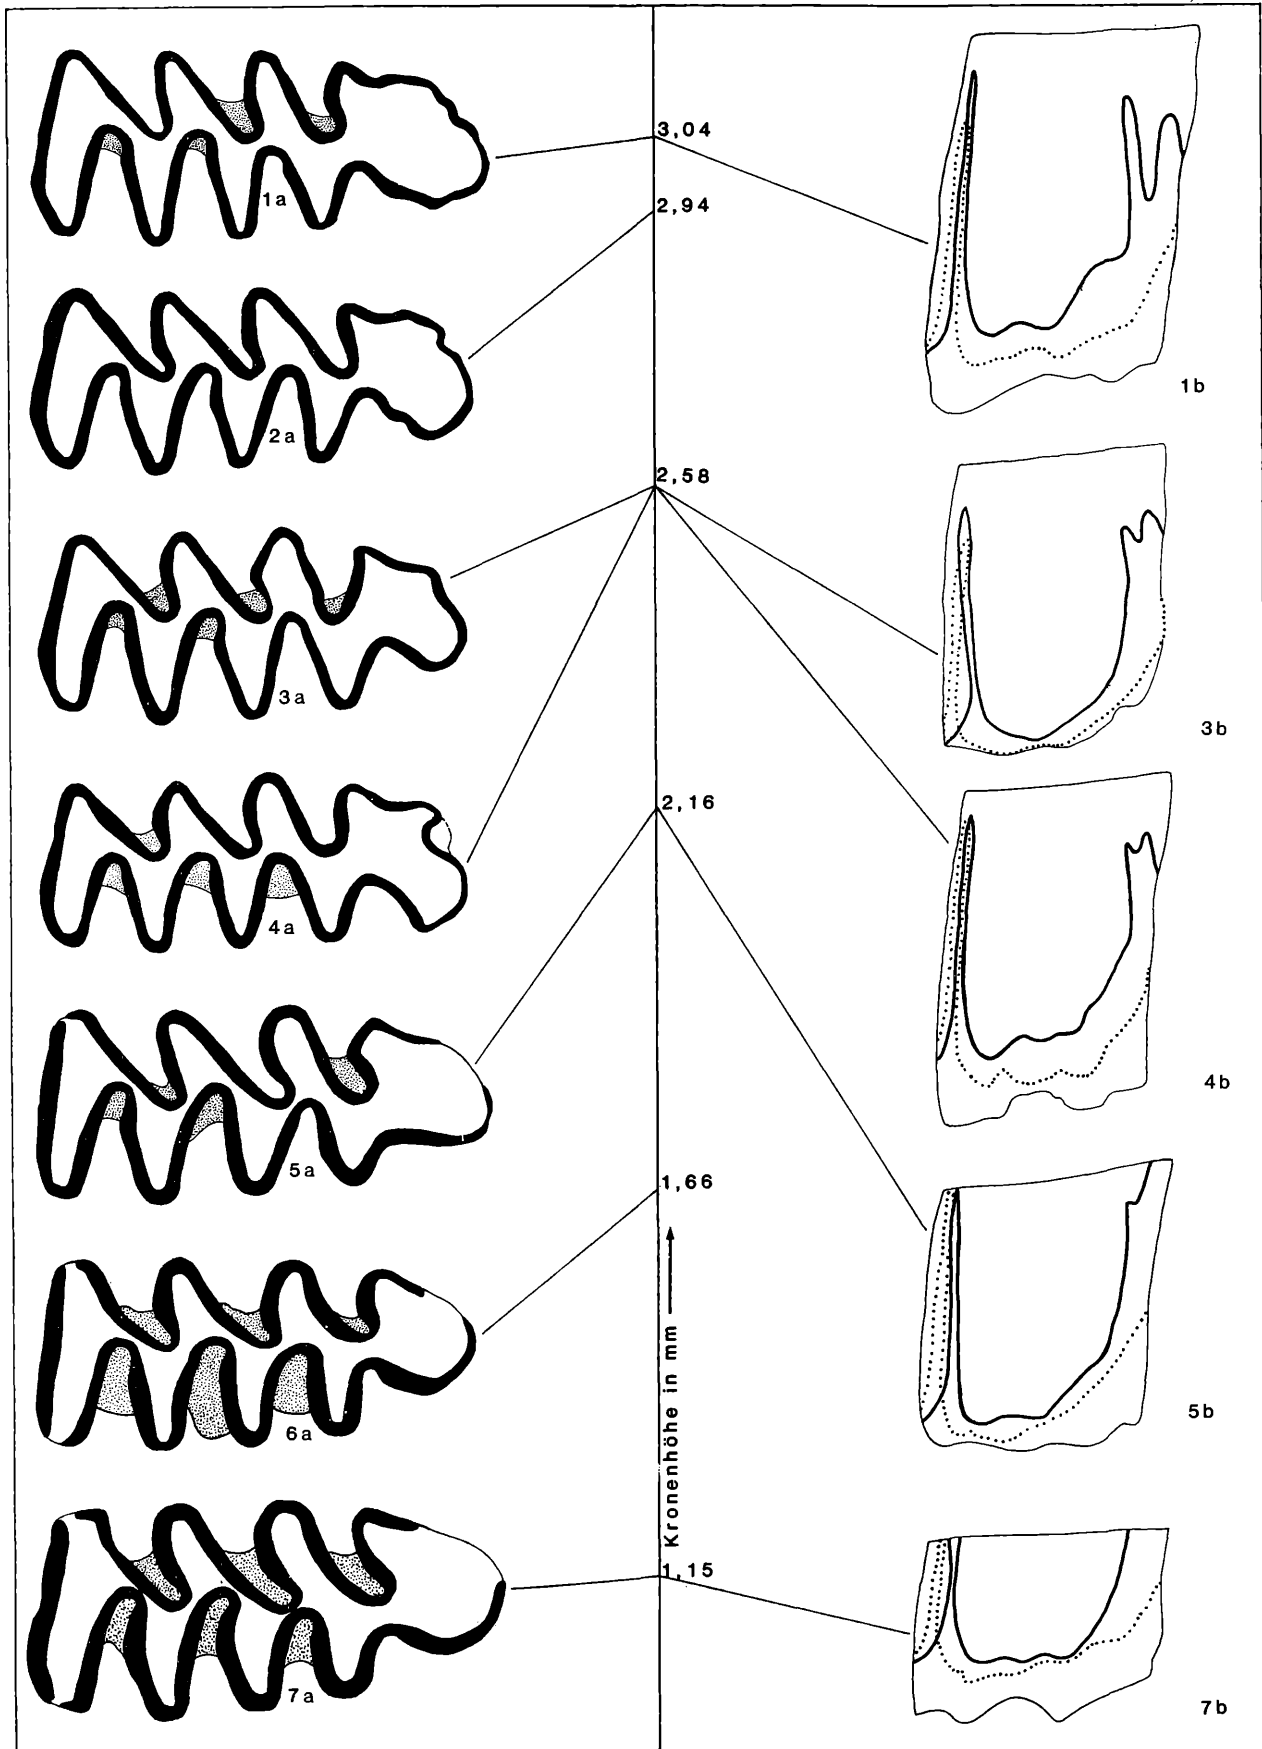 3,04
1a
2,94
1b
2a
2,58
3a
3b
2,16
4a
4b
5a
1,66
5b
6a
Kronenhöhe in mm
1,15
7a
7b